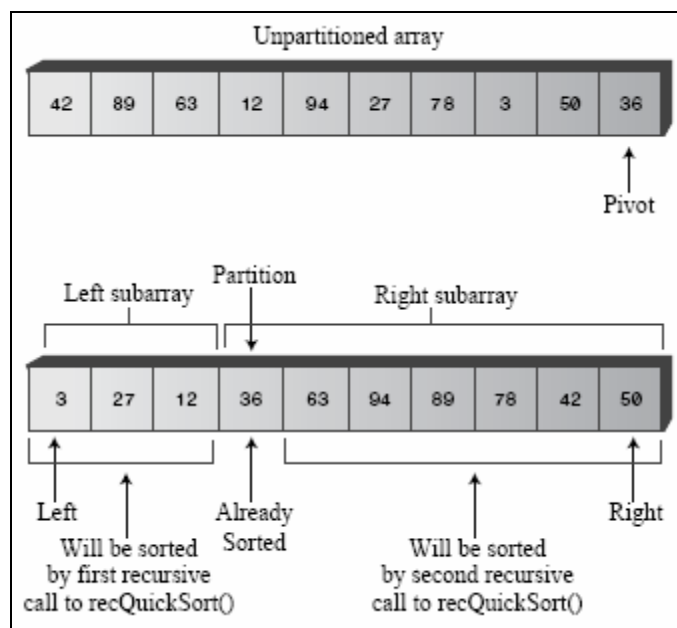 Unpartitioned array
42 89 63 12 94 27 78 3 50 36
Pivot
Partition
Left subarray
Right subarray
3 27 12 36 63 94 89 78 42 50
Left
Already
Sorted
Right
Will be sorted
by first recursive
call to recQuickSort()
Will be sorted
by second recursive
call to recQuickSort()